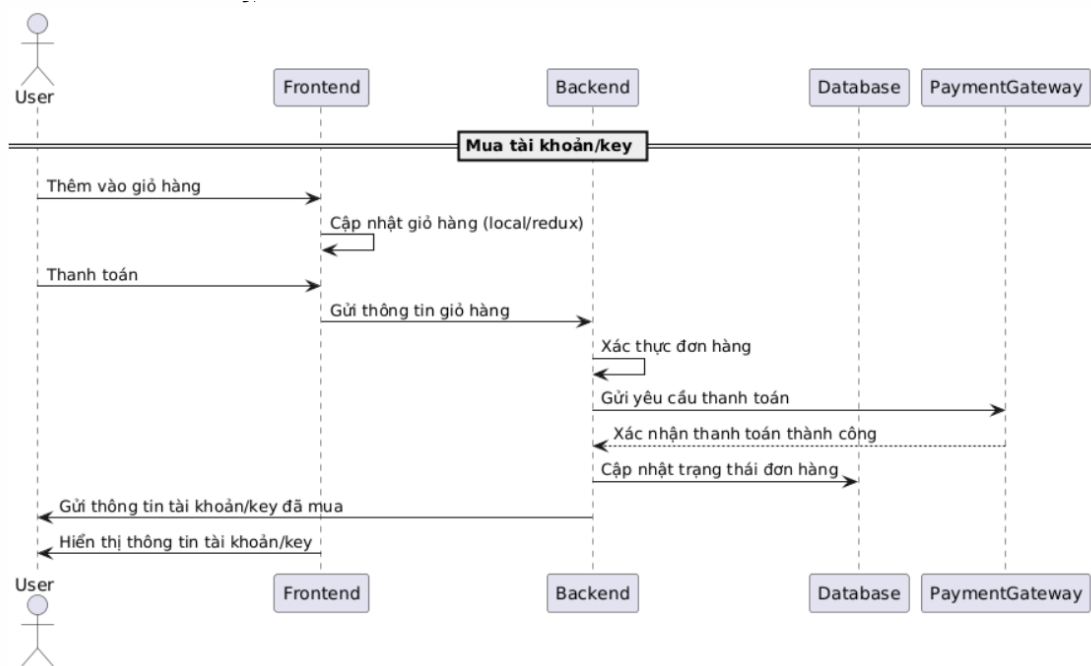 User
Frontend
Backend
Database
PaymentGateway
Mua tài khoản/key
Thêm vào giỏ hàng
Cập nhật giỏ hàng (local/redux)
Thanh toán
Gửi thông tin giỏ hàng
Xác thực đơn hàng
Gửi yêu cầu thanh toán
Xác nhận thanh toán thành công
Cập nhật trạng thái đơn hàng
Gửi thông tin tài khoản/key đã mua
Hiển thị thông tin tài khoản/key
User
Frontend
Backend
Database
PaymentGateway